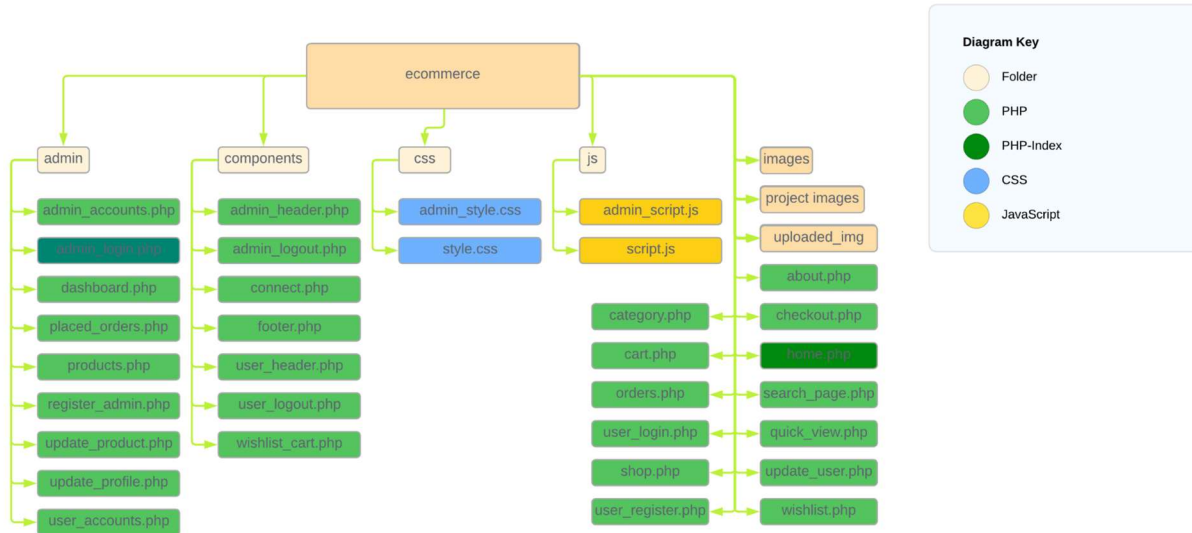 ecommerce
Diagram Key
Folder
PHP
PHP-Index
CSS
JavaScript
admin
components
css
js
images
project images
uploaded_img
admin_accounts.php
admin_login.php
dashboard.php
placed_orders.php
products.php
register_admin.php
update_product.php
update_profile.php
user_accounts.php
admin_header.php
admin_logout.php
connect.php
footer.php
user_header.php
user_logout.php
wishlist_cart.php
admin_style.css
style.css
admin_script.js
script.js
about.php
category.php
checkout.php
cart.php
home.php
orders.php
search_page.php
user_login.php
quick_view.php
shop.php
update_user.php
user_register.php
wishlist.php